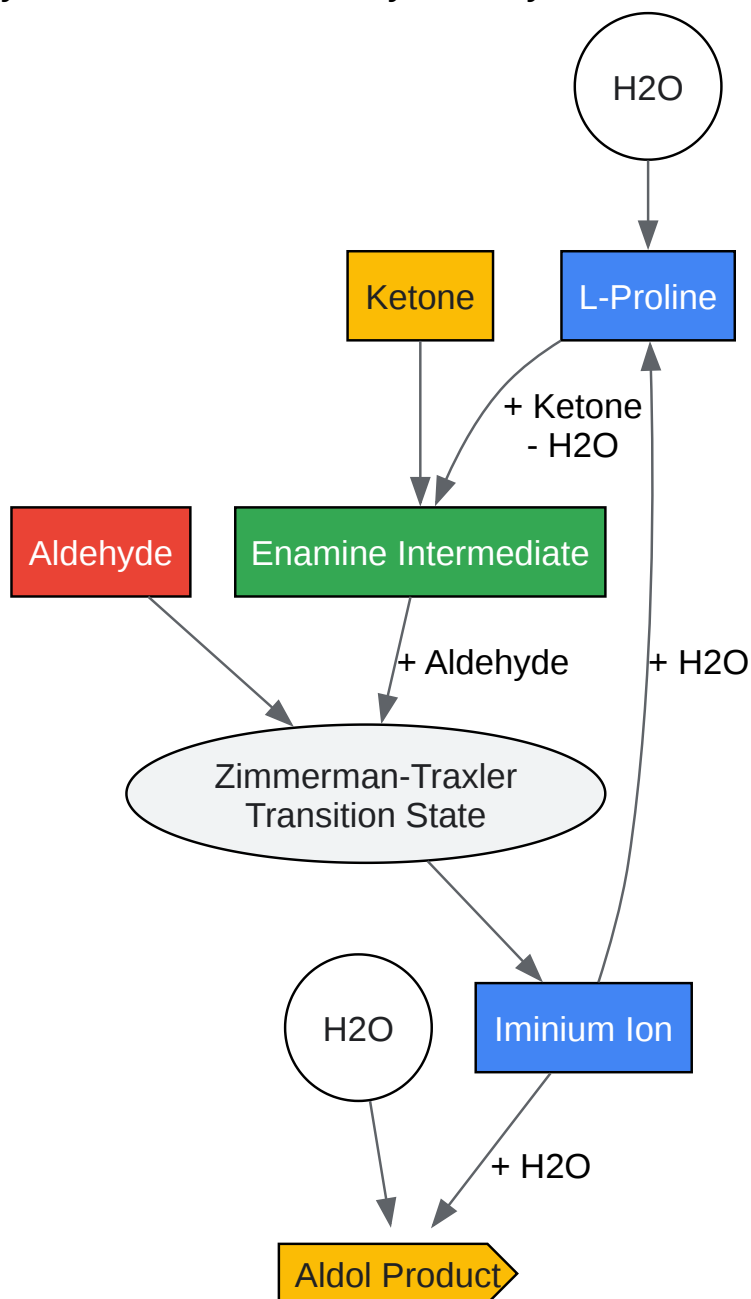 H2O
Ketone
L-Proline
+ Ketone
- H2O
Aldehyde
Enamine Intermediate
+ Aldehyde
+ H2O
Zimmerman-Traxler
Transition State
H2O
Iminium Ion
+ H2O
Aldol Product